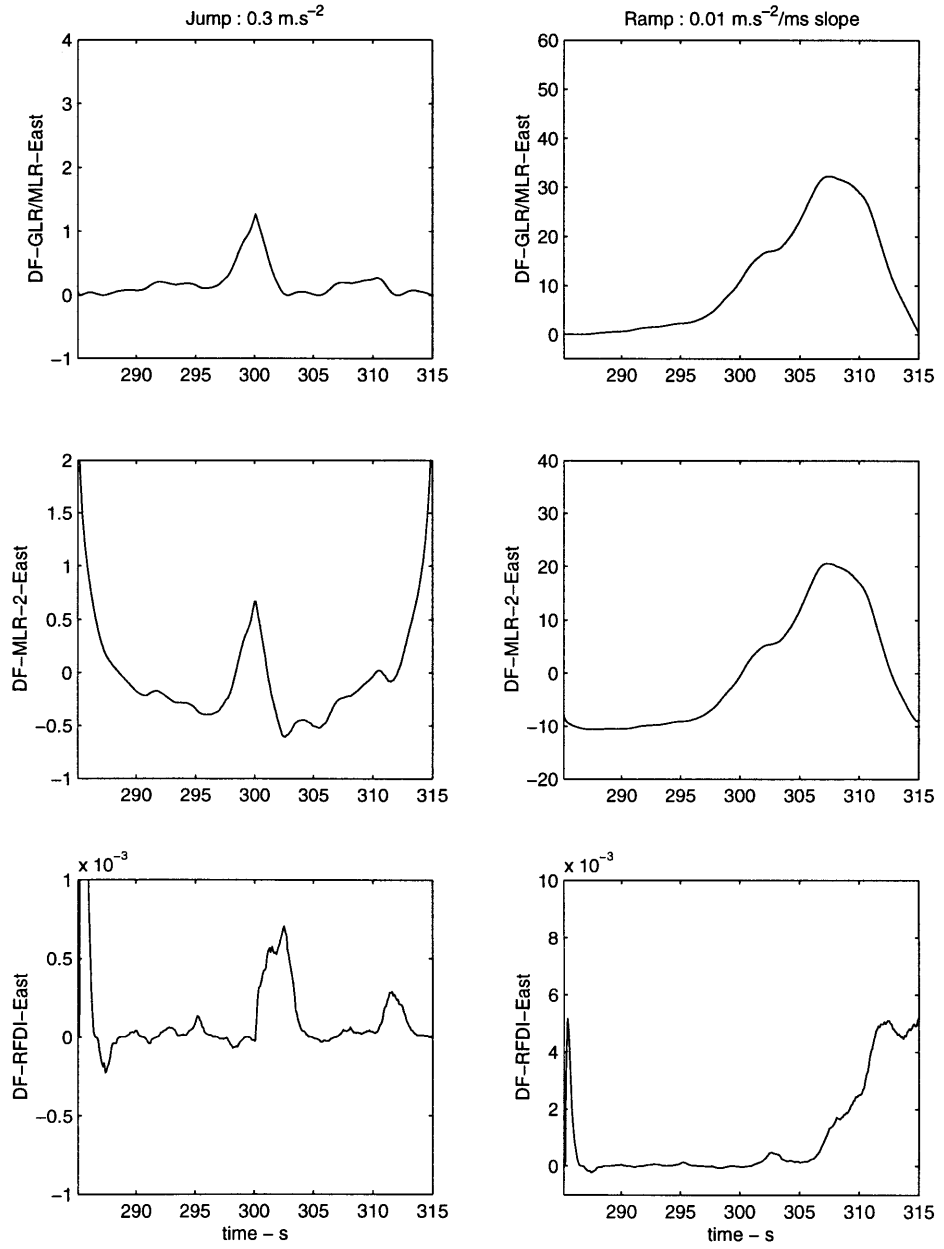 Jump : 0.3 m.s−2
Ramp : 0.01 m.s−2/ms slope
DF−GLR/MLR−East
4
3
2
1
0
−1
290 295 300 305 310 315
DF−GLR/MLR−East
60
50
40
30
20
10
0
290 295 300 305 310 315
DF−MLR−2−East
2
1.5
1
0.5
0
−0.5
−1
290 295 300 305 310 315
DF−MLR−2−East
40
30
20
10
0
−10
−20
290 295 300 305 310 315
x 10−3
DF−RFDI−East
1
0.5
0
−0.5
−1
290 295 300 305 310 315
time − s
x 10−3
DF−RFDI−East
10
8
6
4
2
0
290 295 300 305 310 315
time − s